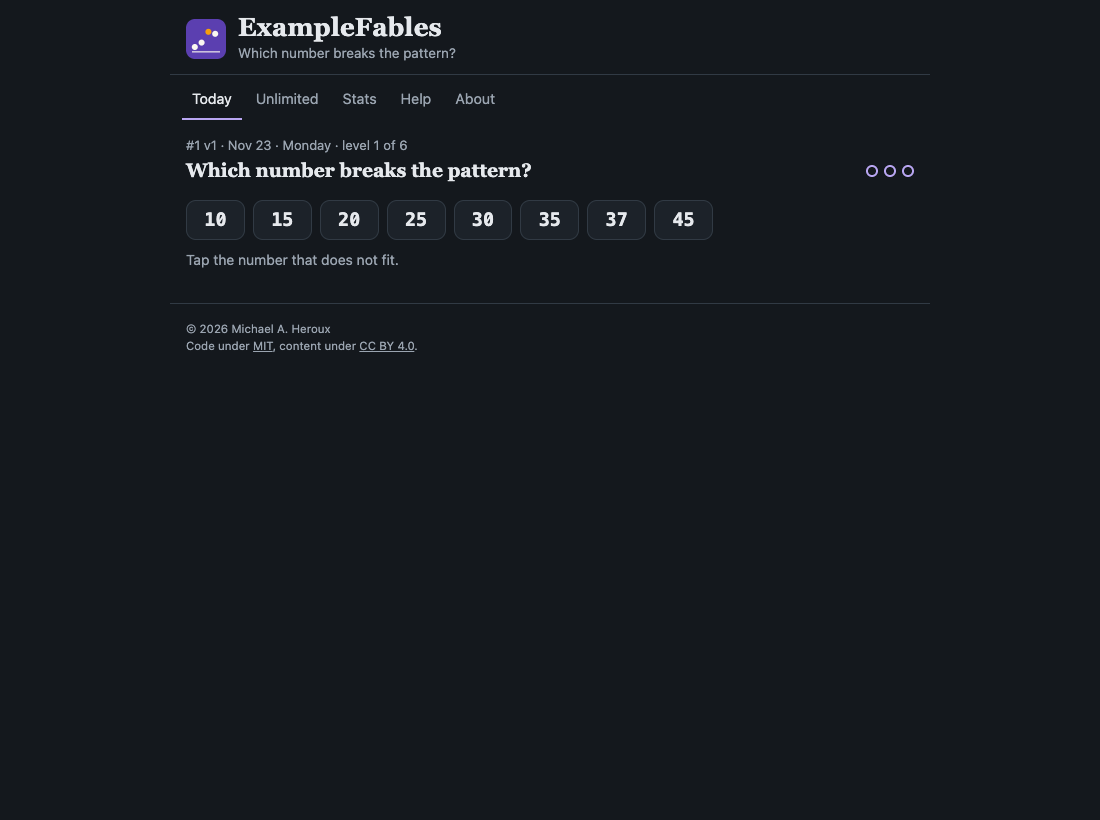 ExampleFables
Which number breaks the pattern?
Today Unlimited Stats Help About
#1 v1 · Nov 23 · Monday · level 1 of 6
Which number breaks the pattern?
10 15 20 25 30 35 37 45
Tap the number that does not fit.
© 2026 Michael A. Heroux
Code under MIT, content under CC BY 4.0.